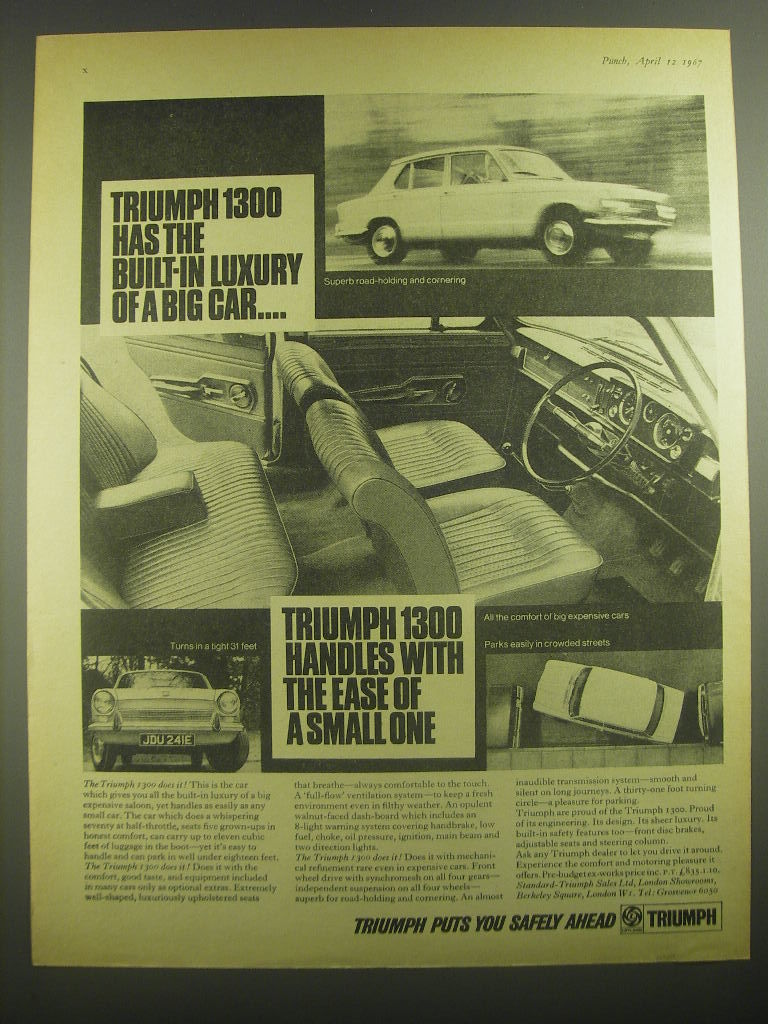 x
Punch, April 12 1967
TRIUMPH 1300
HAS THE
BUILT-IN LUXURY
OF A BIG CAR....
Superb road-holding and cornering
All the comfort of big expensive cars
Turns in a tight 31 feet
JDU 241E
TRIUMPH 1300
HANDLES WITH
THE EASE OF
A SMALL ONE
Parks easily in crowded streets
The Triumph 1300 does it! This is the car
which gives you all the built-in luxury of a big
expensive saloon, yet handles as easily as any
small car. The car which does a whispering
seventy at half-throttle, seats five grown-ups in
honest comfort, can carry up to eleven cubic
feet of luggage in the boot—yet it's easy to
handle and can park in well under eighteen feet.
The Triumph 1300 does it! Does it with the
comfort, good taste, and equipment included
in many cars only as optional extras. Extremely
well-shaped, luxuriously upholstered seats
that breathe—always comfortable to the touch.
A 'full-flow' ventilation system—to keep a fresh
environment even in filthy weather. An opulent
walnut-faced dash-board which includes an
8-light warning system covering handbrake, low
fuel, choke, oil pressure, ignition, main beam and
two direction lights.
The Triumph 1300 does it! Does it with mechani-
cal refinement rare even in expensive cars. Front
wheel drive with synchromesh on all four gears—
independent suspension on all four wheels—
superb for road-holding and cornering. An almost
inaudible transmission system—smooth and
silent on long journeys. A thirty-one foot turning
circle—a pleasure for parking.
Triumph are proud of the Triumph 1300. Proud
of its engineering. Its design. Its sheer luxury. Its
built-in safety features too—front disc brakes,
adjustable seats and steering column.
Ask any Triumph dealer to let you drive it around.
Experience the comfort and motoring pleasure it
offers. Pre-budget ex-works price inc. P.T. £835.1.10.
Standard-Triumph Sales Ltd, London Showrooms,
Berkeley Square, London W1. Tel: Grosvenor 6050
TRIUMPH PUTS YOU SAFELY AHEAD
TRIUMPH